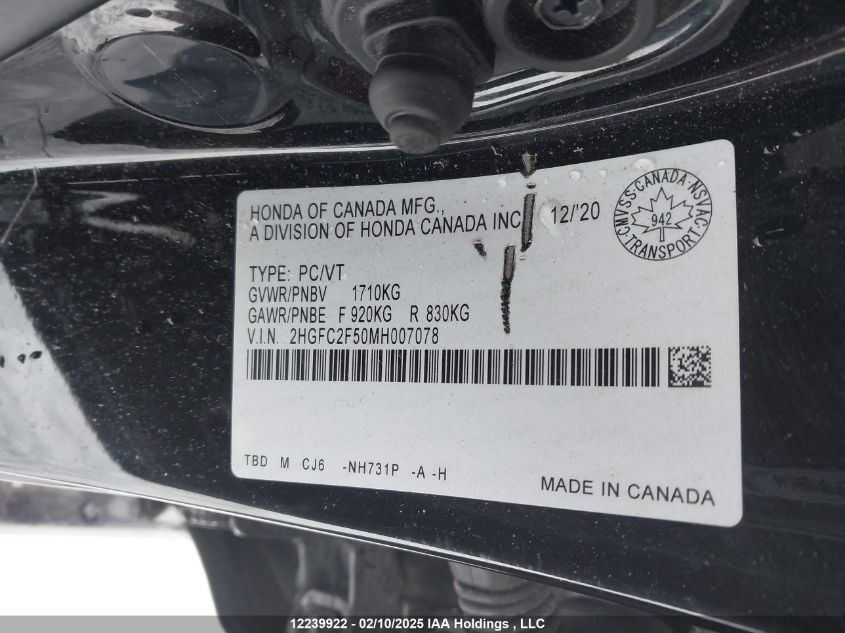 HONDA OF CANADA MFG.,
A DIVISION OF HONDA CANADA INC 12/'20
CMVSS·CANADA·NSVAC
942
·TRANSPORT·
TYPE: PC/VT
GVWR/PNBV 1710KG
GAWR/PNBE F 920KG R 830KG
V.I.N. 2HGFC2F50MH007078
TBD M CJ6 -NH731P -A -H
MADE IN CANADA
12239922 - 02/10/2025 IAA Holdings , LLC